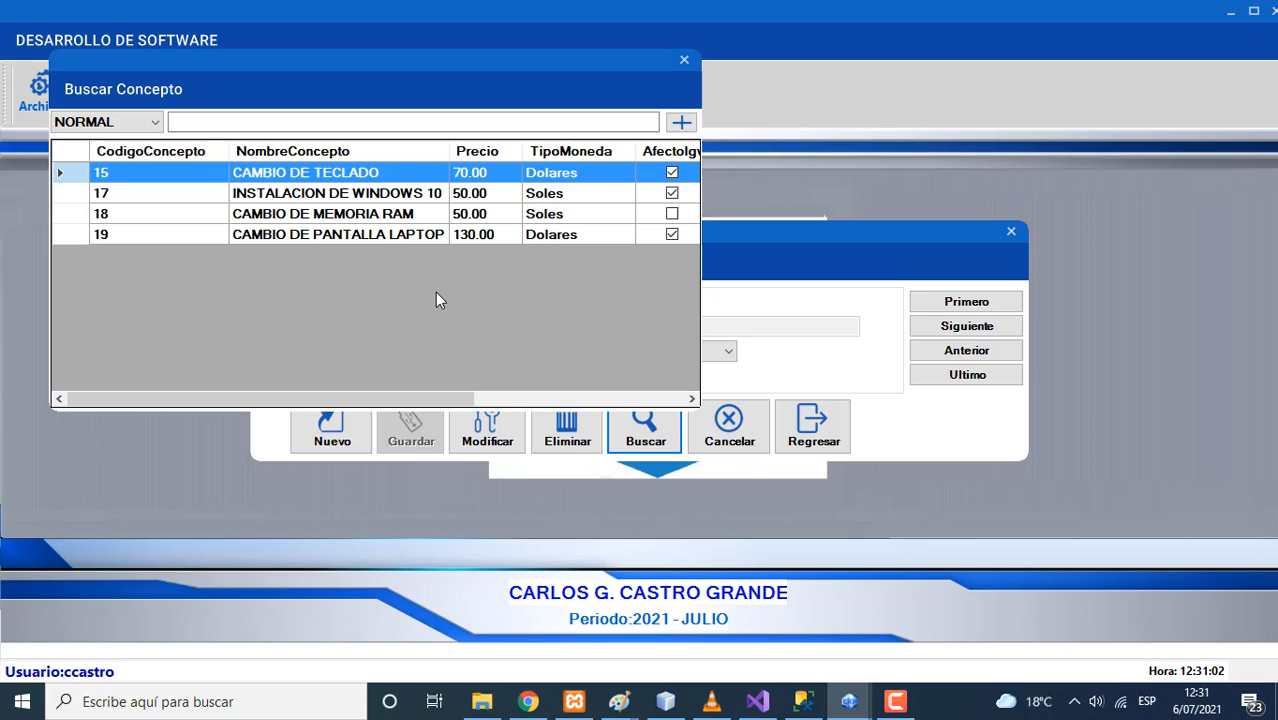 DESARROLLO DE SOFTWARE
Archi
Buscar Concepto
NORMAL
CodigoConcepto NombreConcepto Precio TipoMoneda AfectoIgv
15 CAMBIO DE TECLADO 70.00 Dolares
17 INSTALACION DE WINDOWS 10 50.00 Soles
18 CAMBIO DE MEMORIA RAM 50.00 Soles
19 CAMBIO DE PANTALLA LAPTOP 130.00 Dolares
Primero
Siguiente
Anterior
Ultimo
Nuevo Guardar Modificar Eliminar Buscar Cancelar Regresar
CARLOS G. CASTRO GRANDE
Periodo:2021 - JULIO
Usuario:ccastro Hora: 12:31:02
Escribe aquí para buscar 18°C ESP 12:31
6/07/2021 23